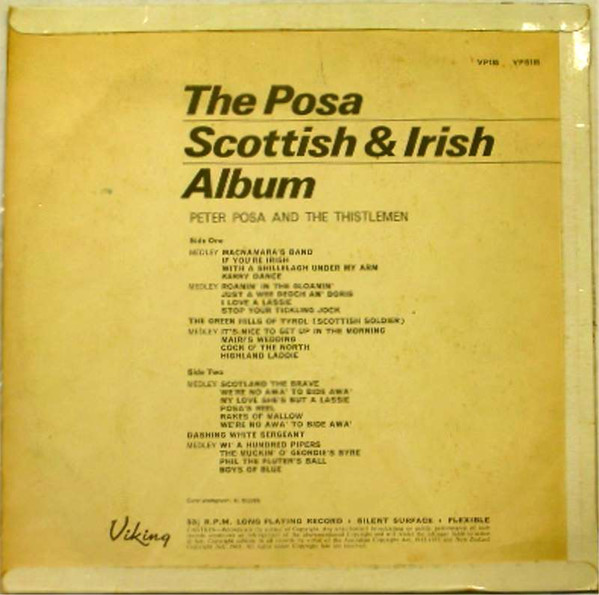 VP118 VPS118
The Posa
Scottish & Irish
Album
PETER POSA AND THE THISTLEMEN
Side One
MEDLEY MACNAMARA'S BAND
IF YOU'RE IRISH
WITH A SHILLELAGH UNDER MY ARM
KERRY DANCE
MEDLEY ROAMIN' IN THE GLOAMIN'
JUST A WEE DEOCH AN' DORIS
I LOVE A LASSIE
STOP YOUR TICKLING JOCK
THE GREEN HILLS OF TYROL (SCOTTISH SOLDIER)
MEDLEY IT'S NICE TO GET UP IN THE MORNING
MAIRI'S WEDDING
COCK O' THE NORTH
HIGHLAND LADDIE
Side Two
MEDLEY SCOTLAND THE BRAVE
WE'RE NO AWA' TO BIDE AWA'
MY LOVE SHE'S BUT A LASSIE
POSA'S REEL
RAKES OF MALLOW
WE'RE NO AWA' TO BIDE AWA'
DASHING WHITE SERGEANT
MEDLEY WI' A HUNDRED PIPERS
THE MUCKIN' O' GEORDIE'S BYRE
PHIL THE FLUTER'S BALL
BOYS OF BLUE
Viking
33⅓ R.P.M. LONG PLAYING RECORD • SILENT SURFACE • FLEXIBLE